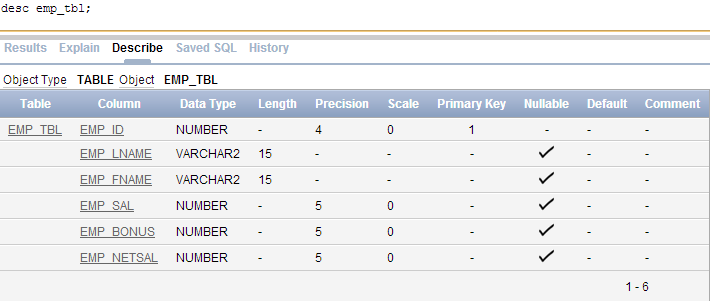 desc emp_tbl;
Results Explain Describe Saved SQL History
Object Type TABLE Object EMP_TBL
Table Column Data Type Length Precision Scale Primary Key Nullable Default Comment
EMP_TBL EMP_ID NUMBER - 4 0 1 - - -
EMP_LNAME VARCHAR2 15 - - - ✓ - -
EMP_FNAME VARCHAR2 15 - - - ✓ - -
EMP_SAL NUMBER - 5 0 - ✓ - -
EMP_BONUS NUMBER - 5 0 - ✓ - -
EMP_NETSAL NUMBER - 5 0 - ✓ - -
1 - 6